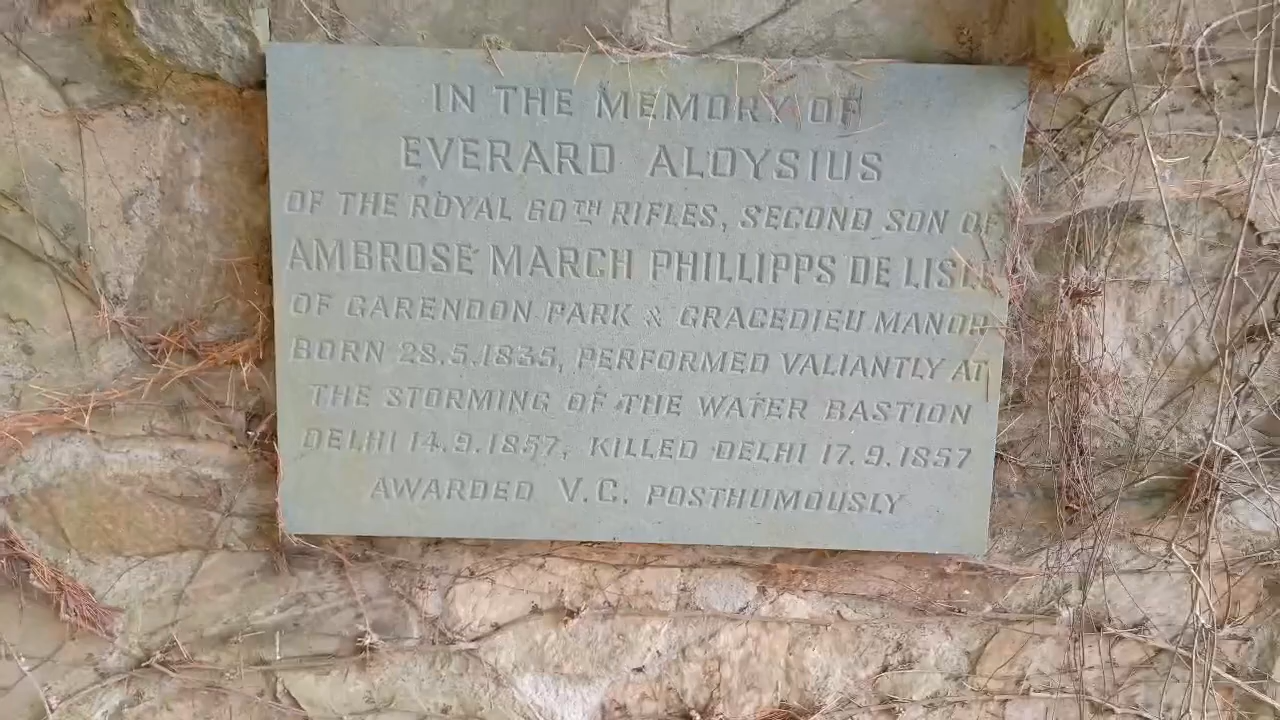 IN THE MEMORY OF
EVERARD ALOYSIUS
OF THE ROYAL 60TH RIFLES, SECOND SON OF
AMBROSE MARCH PHILLIPPS DE LISLE
OF GARENDON PARK & GRACEDIEU MANOR
BORN 28.5.1835, PERFORMED VALIANTLY AT
THE STORMING OF THE WATER BASTION
DELHI 14.9.1857, KILLED DELHI 17.9.1857
AWARDED V.C. POSTHUMOUSLY